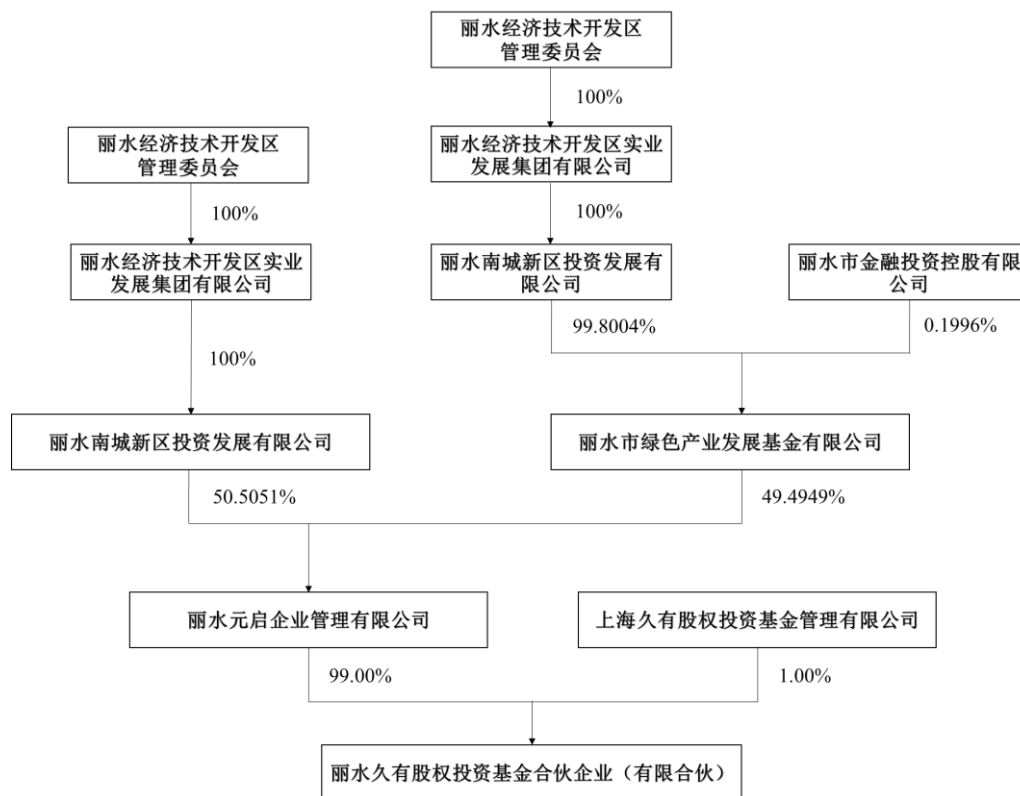 丽水经济技术开发区
管理委员会
100%
丽水经济技术开发区
管理委员会
丽水经济技术开发区实业
发展集团有限公司
100%
100%
丽水经济技术开发区实业
发展集团有限公司
丽水南城新区投资发展有
限公司
丽水市金融投资控股有限
公司
99.8004%
0.1996%
100%
丽水南城新区投资发展有限公司
丽水市绿色产业发展基金有限公司
50.5051%
49.4949%
丽水元启企业管理有限公司
上海久有股权投资基金管理有限公司
99.00%
1.00%
丽水久有股权投资基金合伙企业（有限合伙）